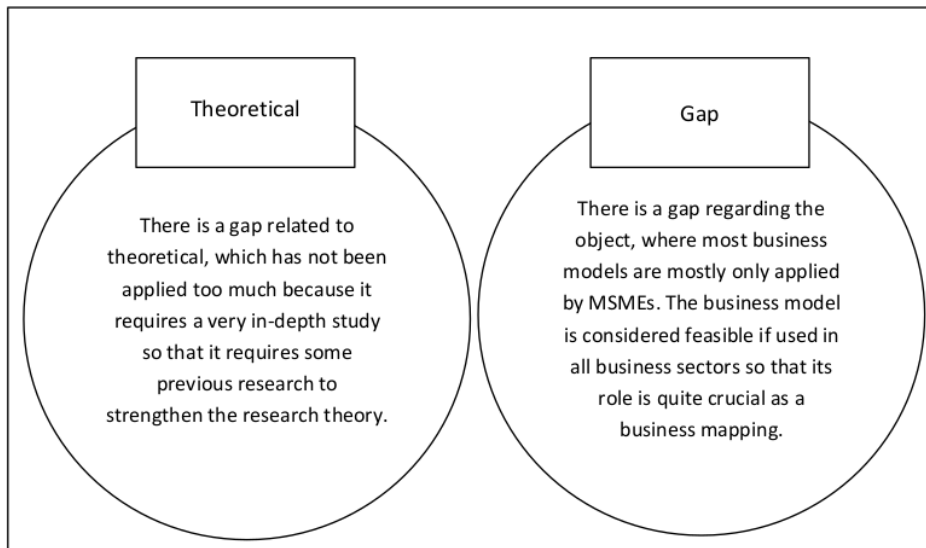 Theoretical
There is a gap related to
theoretical, which has not been
applied too much because it
requires a very in-depth study
so that it requires some
previous research to
strengthen the research theory.
Gap
There is a gap regarding the
object, where most business
models are mostly only applied
by MSMEs. The business model
is considered feasible if used in
all business sectors so that its
role is quite crucial as a
business mapping.